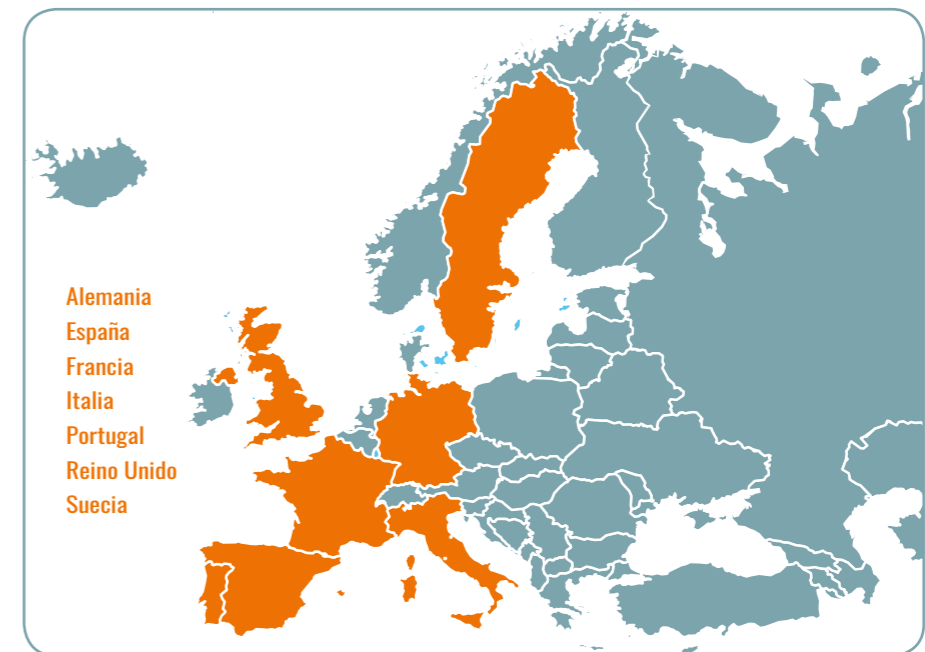 Alemania
España
Francia
Italia
Portugal
Reino Unido
Suecia